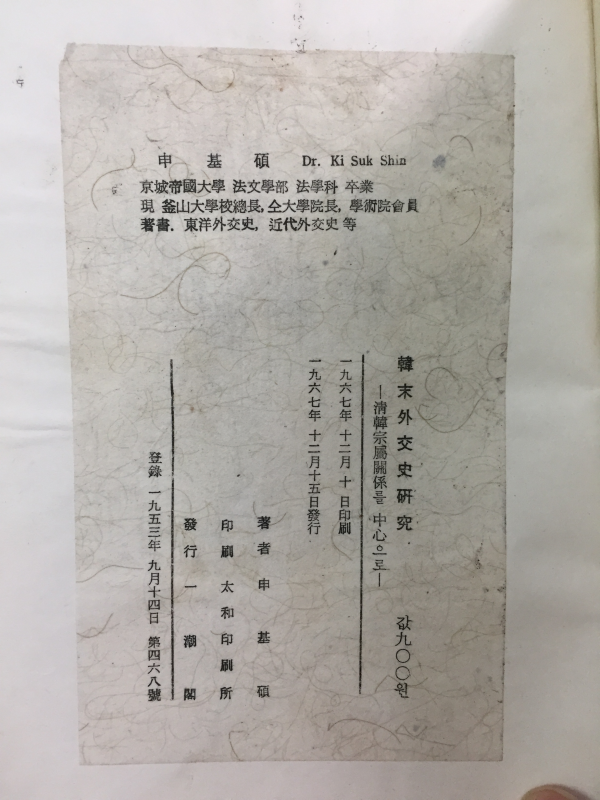 申基碩 Dr. Ki Suk Shin
京城帝國大學 法文學部 法學科 卒業
現 釜山大學校總長, 仝大學院長, 學術院會員
著書. 東洋外交史, 近代外交史 等
韓末外交史研究
—淸韓宗屬關係를 中心으로—
값九〇〇원
一九六七年 十二月 十日印刷
一九六七年 十二月十五日發行
著者 申基碩
印刷 太和印刷所
發行 一潮閣
登錄 一九五三年 九月十四日 第四六八號